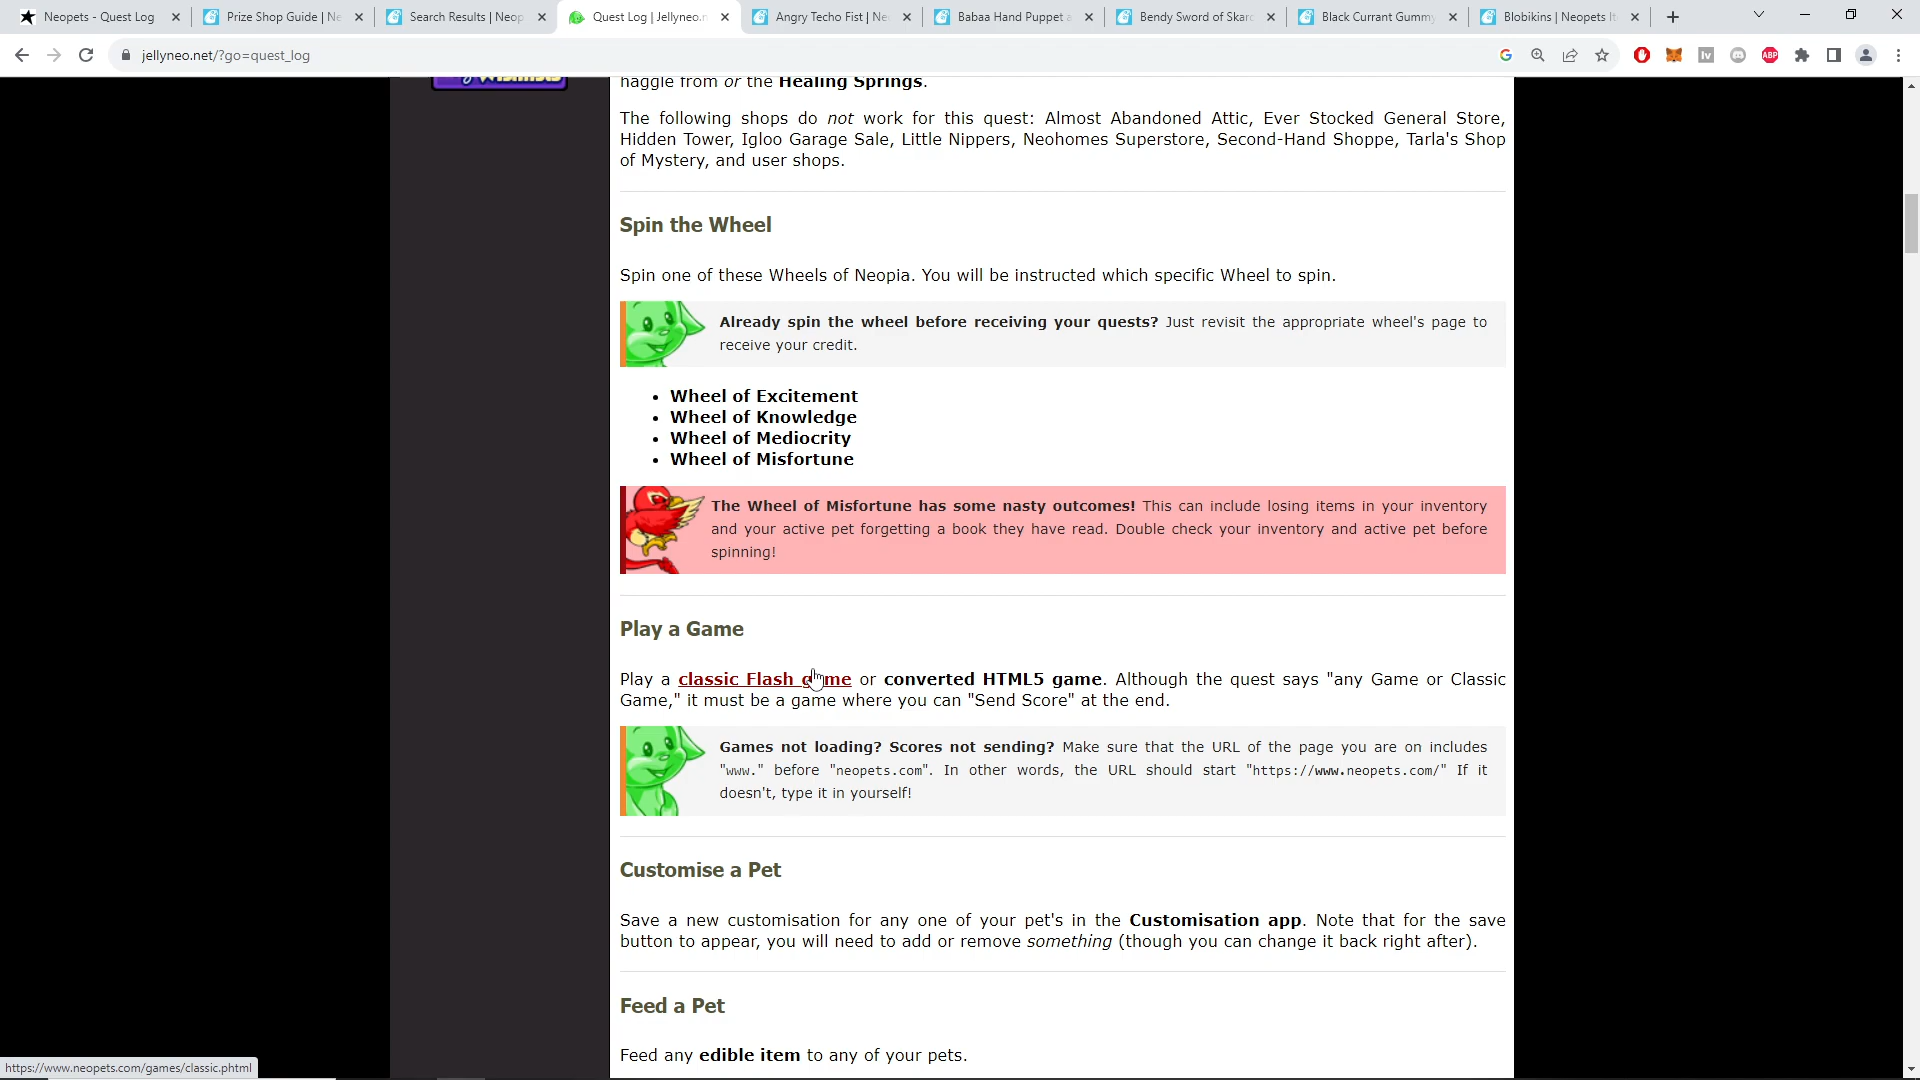 Neopets - Quest Log
Prize Shop Guide | Ne
Search Results | Neop
Quest Log | Jellyneo.n
Angry Techo Fist | Ne
Babaa Hand Puppet a
Bendy Sword of Skar
Black Currant Gummy
Blobikins | Neopets It
jellyneo.net/?go=quest_log
haggle from or the Healing Springs.
The following shops do not work for this quest: Almost Abandoned Attic, Ever Stocked General Store,
Hidden Tower, Igloo Garage Sale, Little Nippers, Neohomes Superstore, Second-Hand Shoppe, Tarla's Shop
of Mystery, and user shops.
Spin the Wheel
Spin one of these Wheels of Neopia. You will be instructed which specific Wheel to spin.
Already spin the wheel before receiving your quests? Just revisit the appropriate wheel's page to
receive your credit.
• Wheel of Excitement
• Wheel of Knowledge
• Wheel of Mediocrity
• Wheel of Misfortune
The Wheel of Misfortune has some nasty outcomes! This can include losing items in your inventory
and your active pet forgetting a book they have read. Double check your inventory and active pet before
spinning!
Play a Game
Play a classic Flash game or converted HTML5 game. Although the quest says "any Game or Classic
Game," it must be a game where you can "Send Score" at the end.
Games not loading? Scores not sending? Make sure that the URL of the page you are on includes
"www." before "neopets.com". In other words, the URL should start "https://www.neopets.com/" If it
doesn't, type it in yourself!
Customise a Pet
Save a new customisation for any one of your pet's in the Customisation app. Note that for the save
button to appear, you will need to add or remove something (though you can change it back right after).
Feed a Pet
Feed any edible item to any of your pets.
https://www.neopets.com/games/classic.phtml